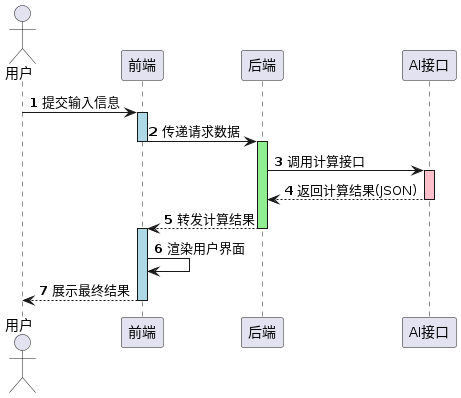 用户
前端
后端
AI接口
1 提交输入信息
2 传递请求数据
3 调用计算接口
4 返回计算结果(JSON)
5 转发计算结果
6 渲染用户界面
7 展示最终结果
用户
前端
后端
AI接口